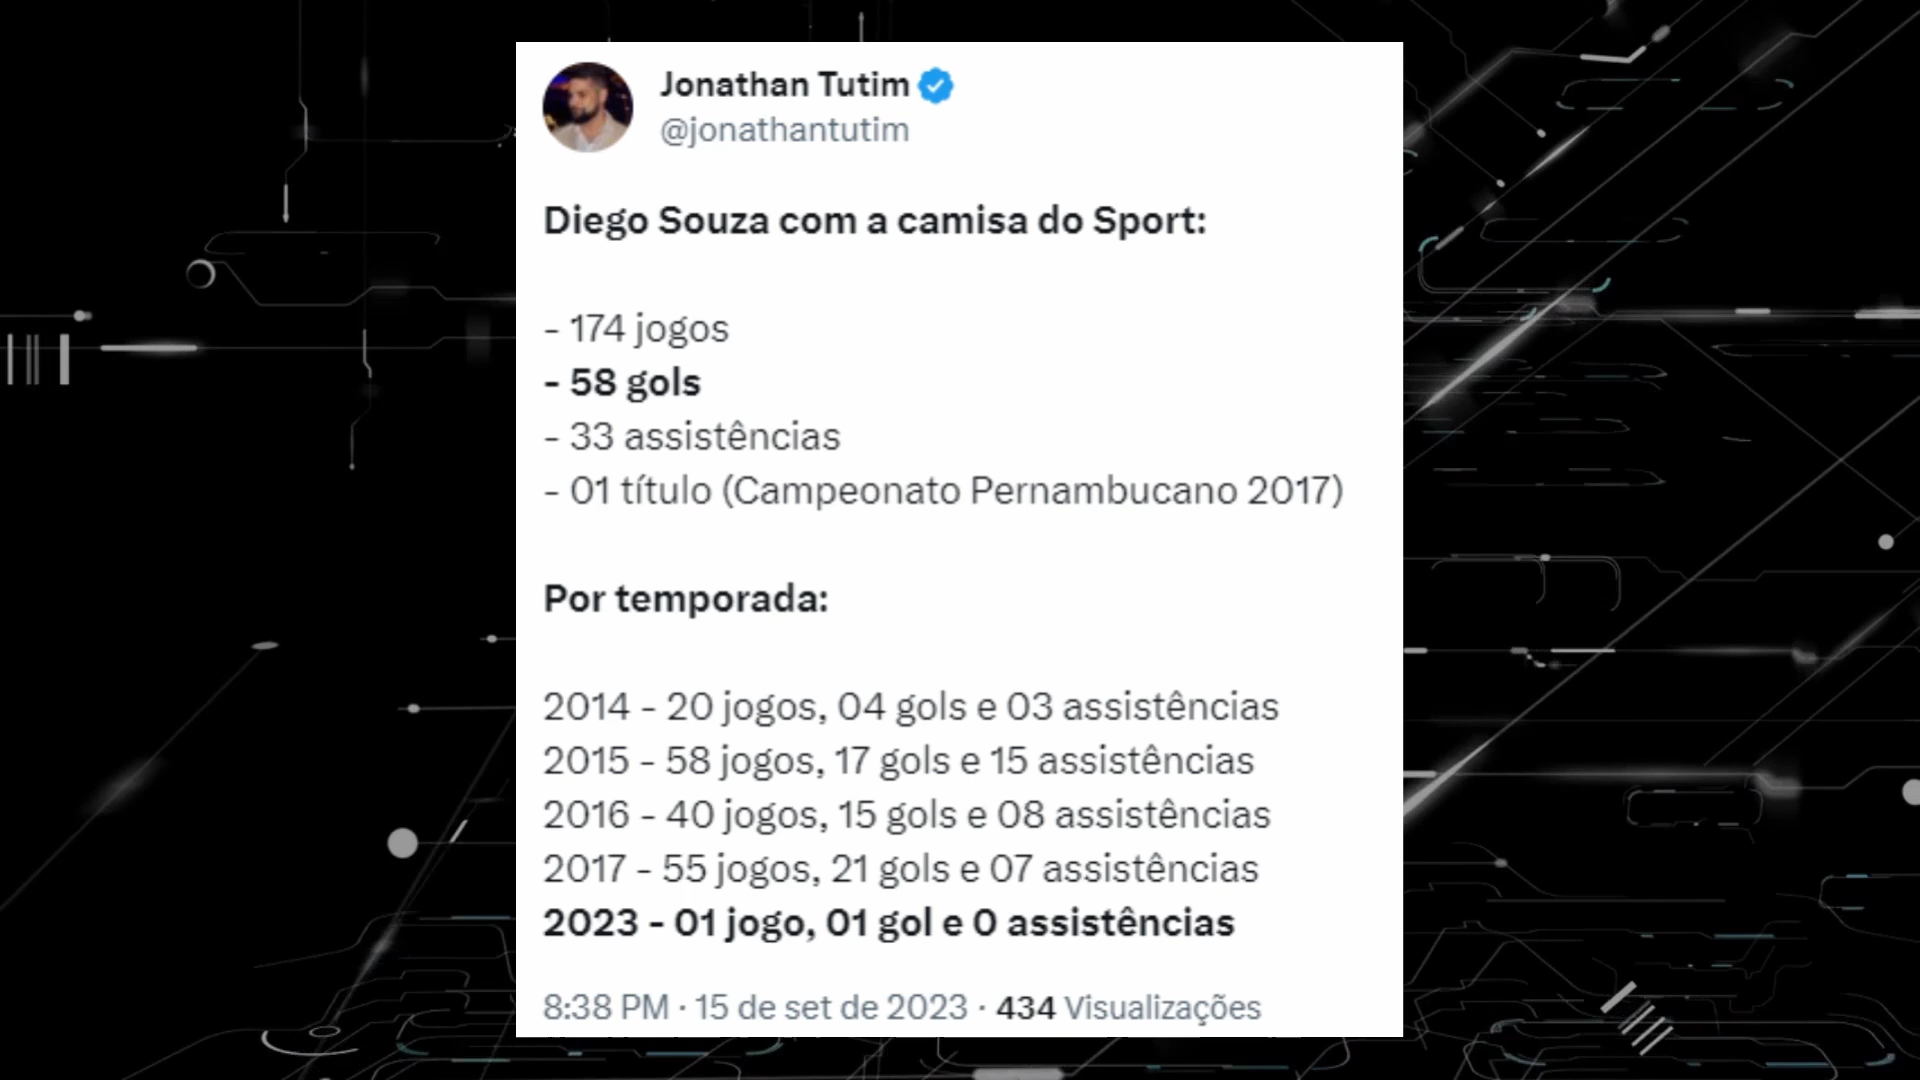 Jonathan Tutim
@jonathantutim
Diego Souza com a camisa do Sport:
- 174 jogos
- 58 gols
- 33 assistências
- 01 título (Campeonato Pernambucano 2017)
Por temporada:
2014 - 20 jogos, 04 gols e 03 assistências
2015 - 58 jogos, 17 gols e 15 assistências
2016 - 40 jogos, 15 gols e 08 assistências
2017 - 55 jogos, 21 gols e 07 assistências
2023 - 01 jogo, 01 gol e 0 assistências
8:38 PM · 15 de set de 2023 · 434 Visualizações